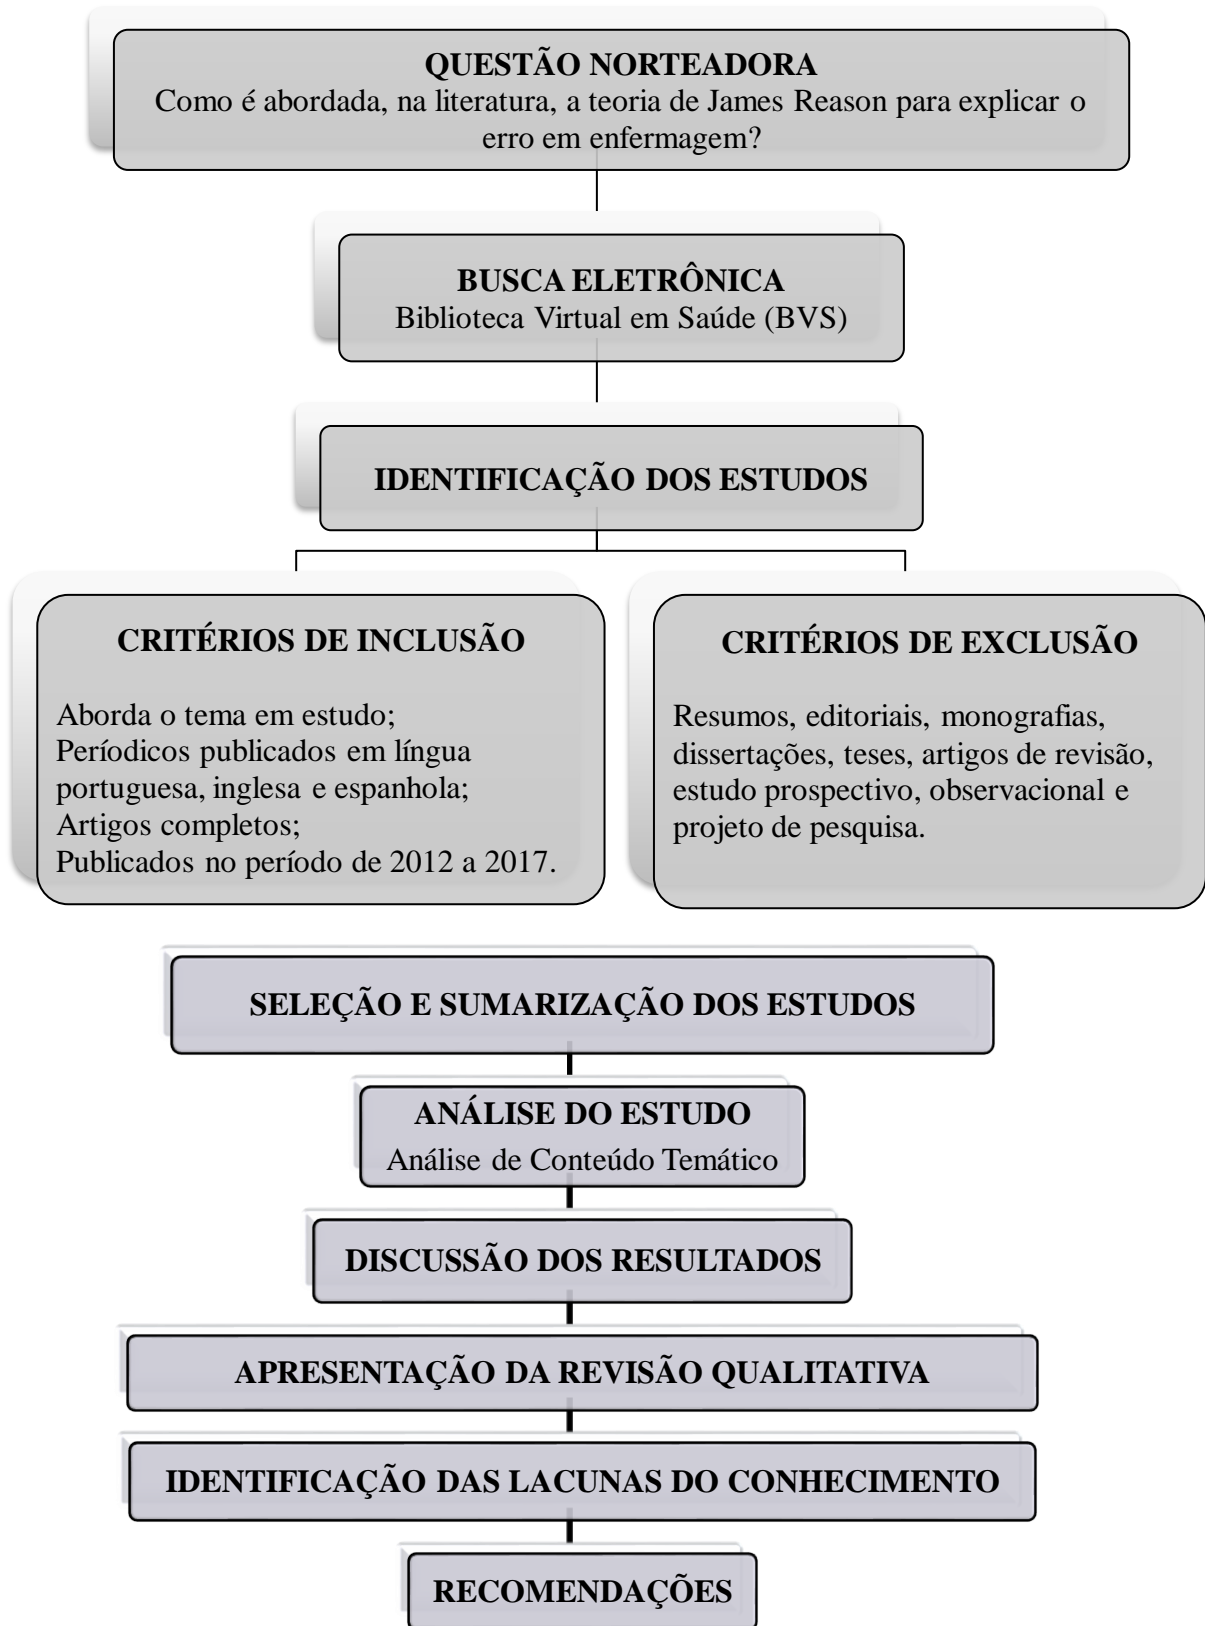 QUESTÃO NORTEADORA
Como é abordada, na literatura, a teoria de James Reason para explicar o
erro em enfermagem?
BUSCA ELETRÔNICA
Biblioteca Virtual em Saúde (BVS)
IDENTIFICAÇÃO DOS ESTUDOS
CRITÉRIOS DE INCLUSÃO
Aborda o tema em estudo;
Periódicos publicados em língua
portuguesa, inglesa e espanhola;
Artigos completos;
Publicados no período de 2012 a 2017.
CRITÉRIOS DE EXCLUSÃO
Resumos, editoriais, monografias,
dissertações, teses, artigos de revisão,
estudo prospectivo, observacional e
projeto de pesquisa.
SELEÇÃO E SUMARIZAÇÃO DOS ESTUDOS
ANÁLISE DO ESTUDO
Análise de Conteúdo Temático
DISCUSSÃO DOS RESULTADOS
APRESENTAÇÃO DA REVISÃO QUALITATIVA
IDENTIFICAÇÃO DAS LACUNAS DO CONHECIMENTO
RECOMENDAÇÕES